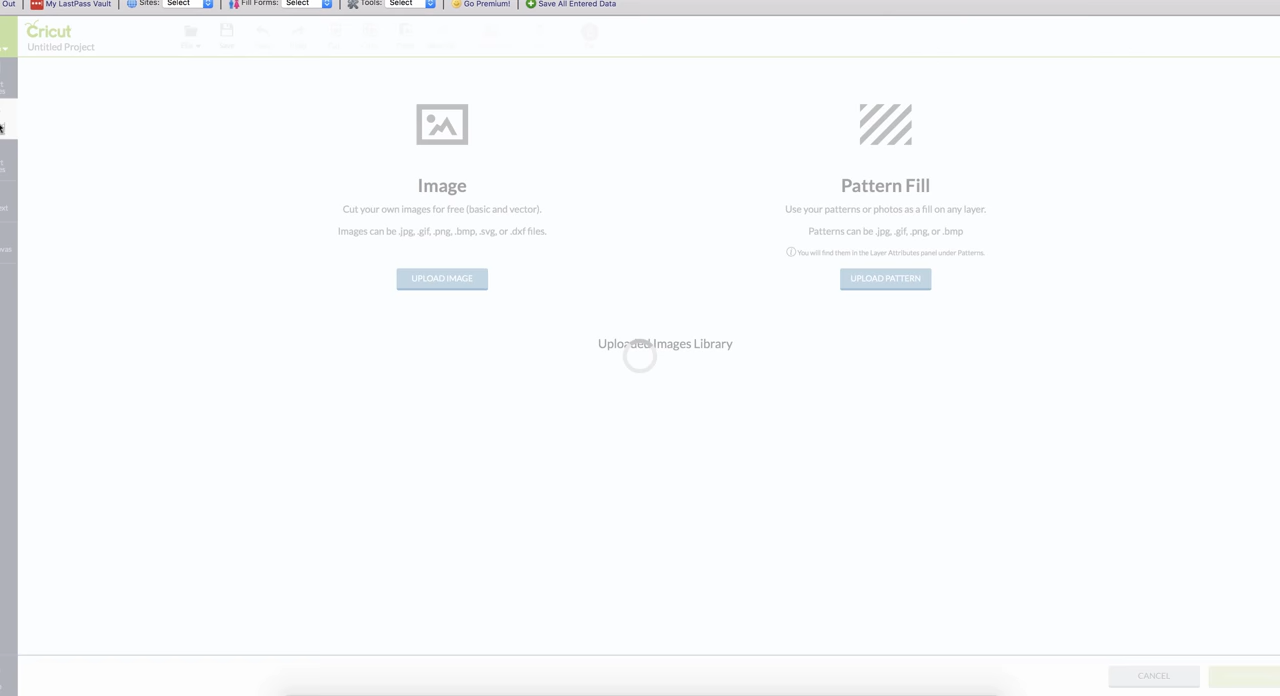 Out | My LastPass Vault | Sites: Select | Fill Forms: Select | Tools: Select | Go Premium! | Save All Entered Data
Cricut
Untitled Project
Image
Cut your own images for free (basic and vector).
Images can be .jpg, .gif, .png, .bmp, .svg, or .dxf files.
UPLOAD IMAGE
Pattern Fill
Use your patterns or photos as a fill on any layer.
Patterns can be .jpg, .gif, .png, or .bmp
You will find them in the Layer Attributes panel under Patterns.
UPLOAD PATTERN
Uploaded Images Library
CANCEL